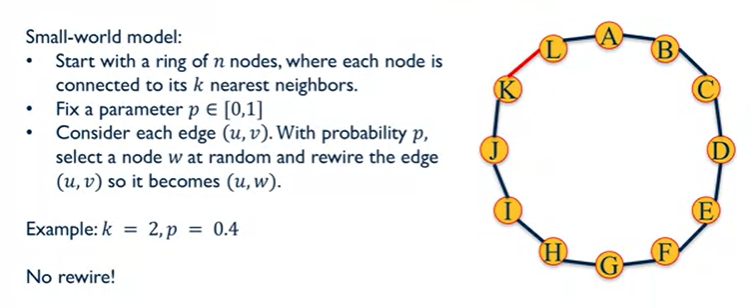 Small-world model:
• Start with a ring of n nodes, where each node is
connected to its k nearest neighbors.
• Fix a parameter p ∈ [0,1]
• Consider each edge (u, v). With probability p,
select a node w at random and rewire the edge
(u, v) so it becomes (u, w).
Example: k = 2, p = 0.4
No rewire!
A
B
C
D
E
F
G
H
I
J
K
L